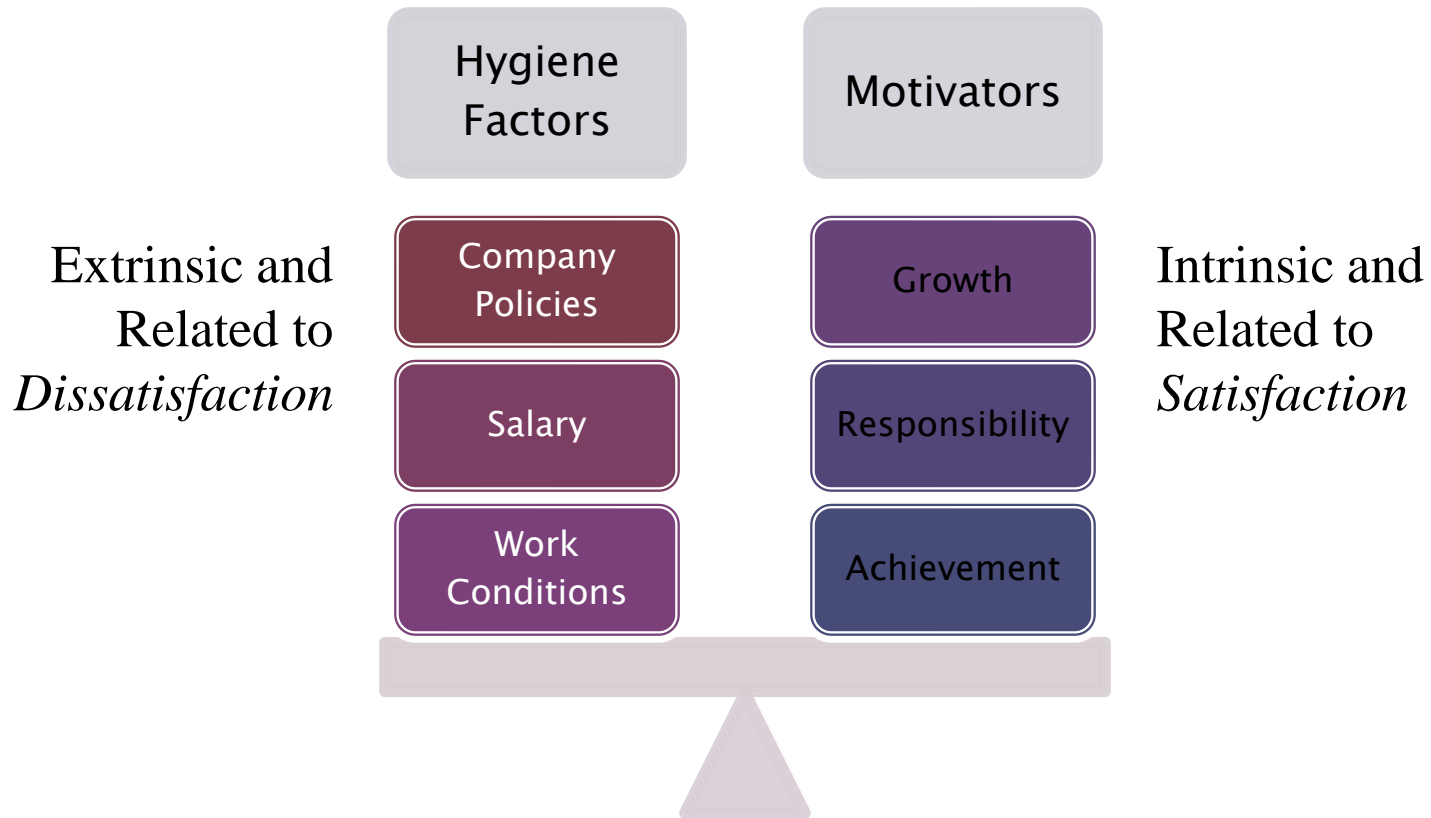 Hygiene
Factors
Motivators
Extrinsic and
Related to
Dissatisfaction
Company
Policies
Salary
Work
Conditions
Growth
Responsibility
Achievement
Intrinsic and
Related to
Satisfaction